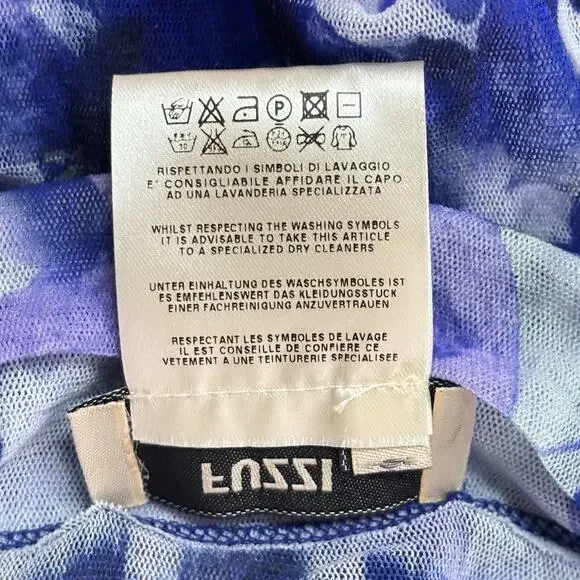 P
30
RISPETTANDO I SIMBOLI DI LAVAGGIO
E' CONSIGLIABILE AFFIDARE IL CAPO
AD UNA LAVANDERIA SPECIALIZZATA
WHILST RESPECTING THE WASHING SYMBOLS
IT IS ADVISABLE TO TAKE THIS ARTICLE
TO A SPECIALIZED DRY CLEANERS
UNTER EINHALTUNG DES WASCHSYMBOLES IST
ES EMPFEHLENSWERT DAS KLEIDUNGSSTUCK
EINER FACHREINIGUNG ANZUVERTRAUEN
RESPECTANT LES SYMBOLES DE LAVAGE
IL EST CONSEILLE DE CONFIERE CE
VETEMENT A UNE TEINTURERIE SPECIALISEE
FUZZI